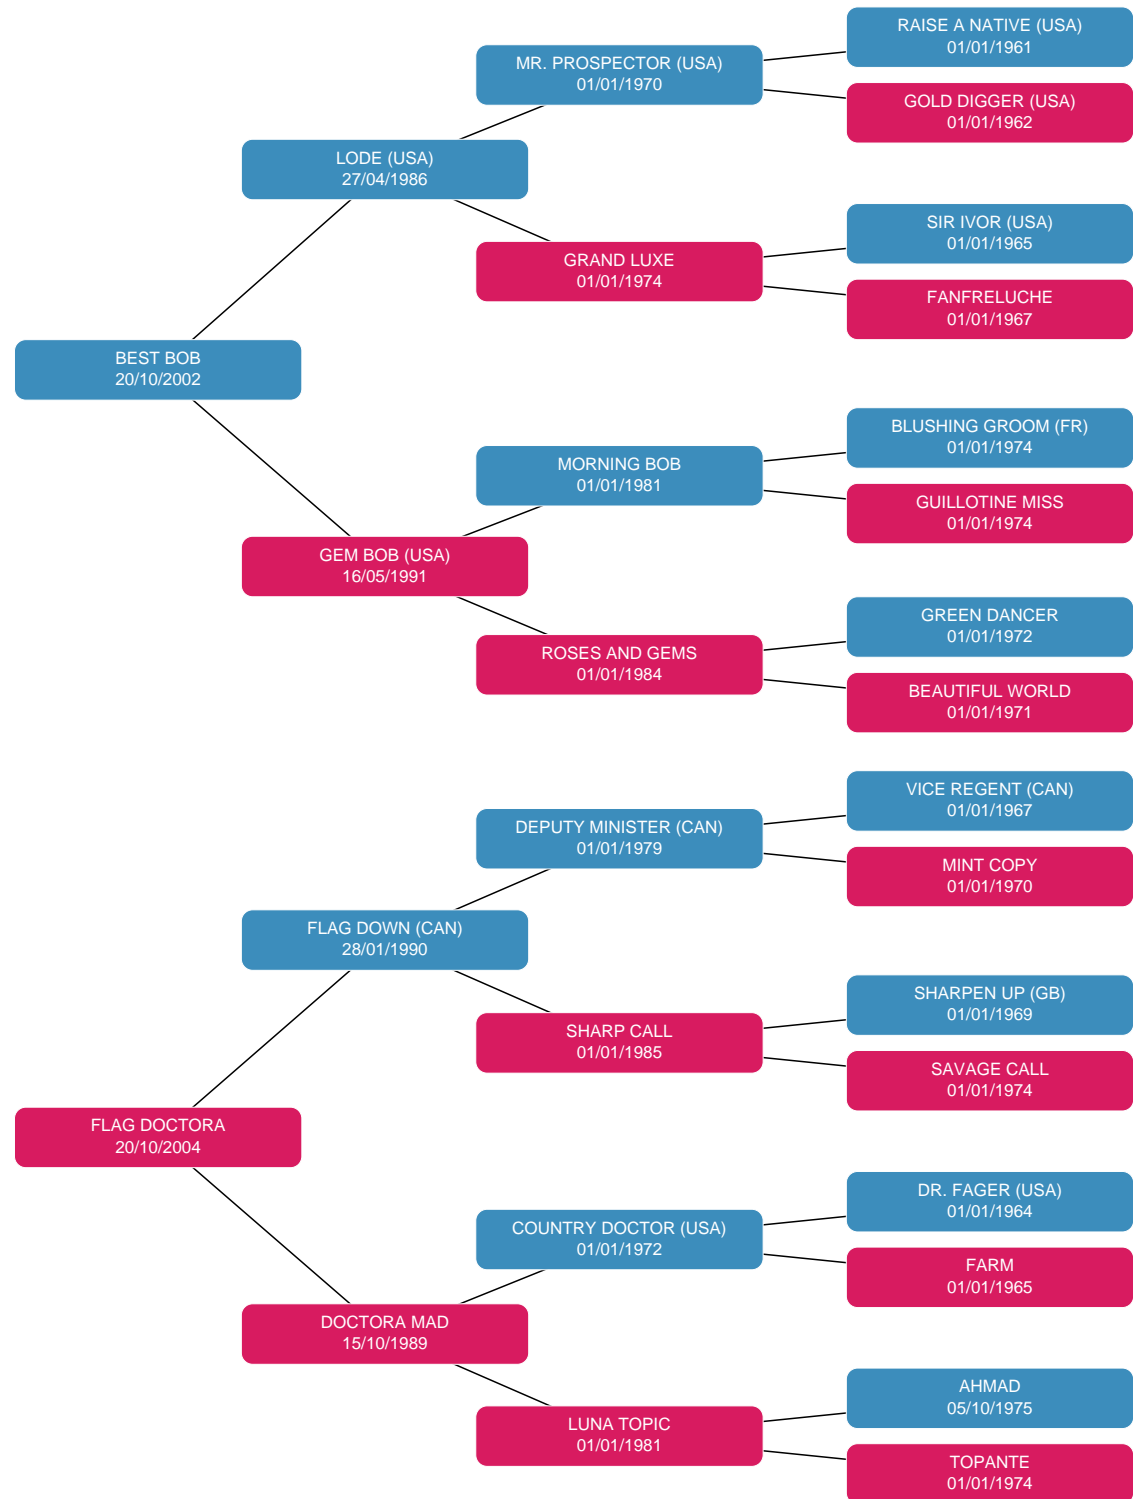 RAISE A NATIVE (USA)
01/01/1961
MR. PROSPECTOR (USA)
01/01/1970
GOLD DIGGER (USA)
01/01/1962
LODE (USA)
27/04/1986
SIR IVOR (USA)
01/01/1965
GRAND LUXE
01/01/1974
FANFRELUCHE
01/01/1967
BEST BOB
20/10/2002
BLUSHING GROOM (FR)
01/01/1974
MORNING BOB
01/01/1981
GUILLOTINE MISS
01/01/1974
GEM BOB (USA)
16/05/1991
GREEN DANCER
01/01/1972
ROSES AND GEMS
01/01/1984
BEAUTIFUL WORLD
01/01/1971
VICE REGENT (CAN)
01/01/1967
DEPUTY MINISTER (CAN)
01/01/1979
MINT COPY
01/01/1970
FLAG DOWN (CAN)
28/01/1990
SHARPEN UP (GB)
01/01/1969
SHARP CALL
01/01/1985
SAVAGE CALL
01/01/1974
FLAG DOCTORA
20/10/2004
DR. FAGER (USA)
01/01/1964
COUNTRY DOCTOR (USA)
01/01/1972
FARM
01/01/1965
DOCTORA MAD
15/10/1989
AHMAD
05/10/1975
LUNA TOPIC
01/01/1981
TOPANTE
01/01/1974